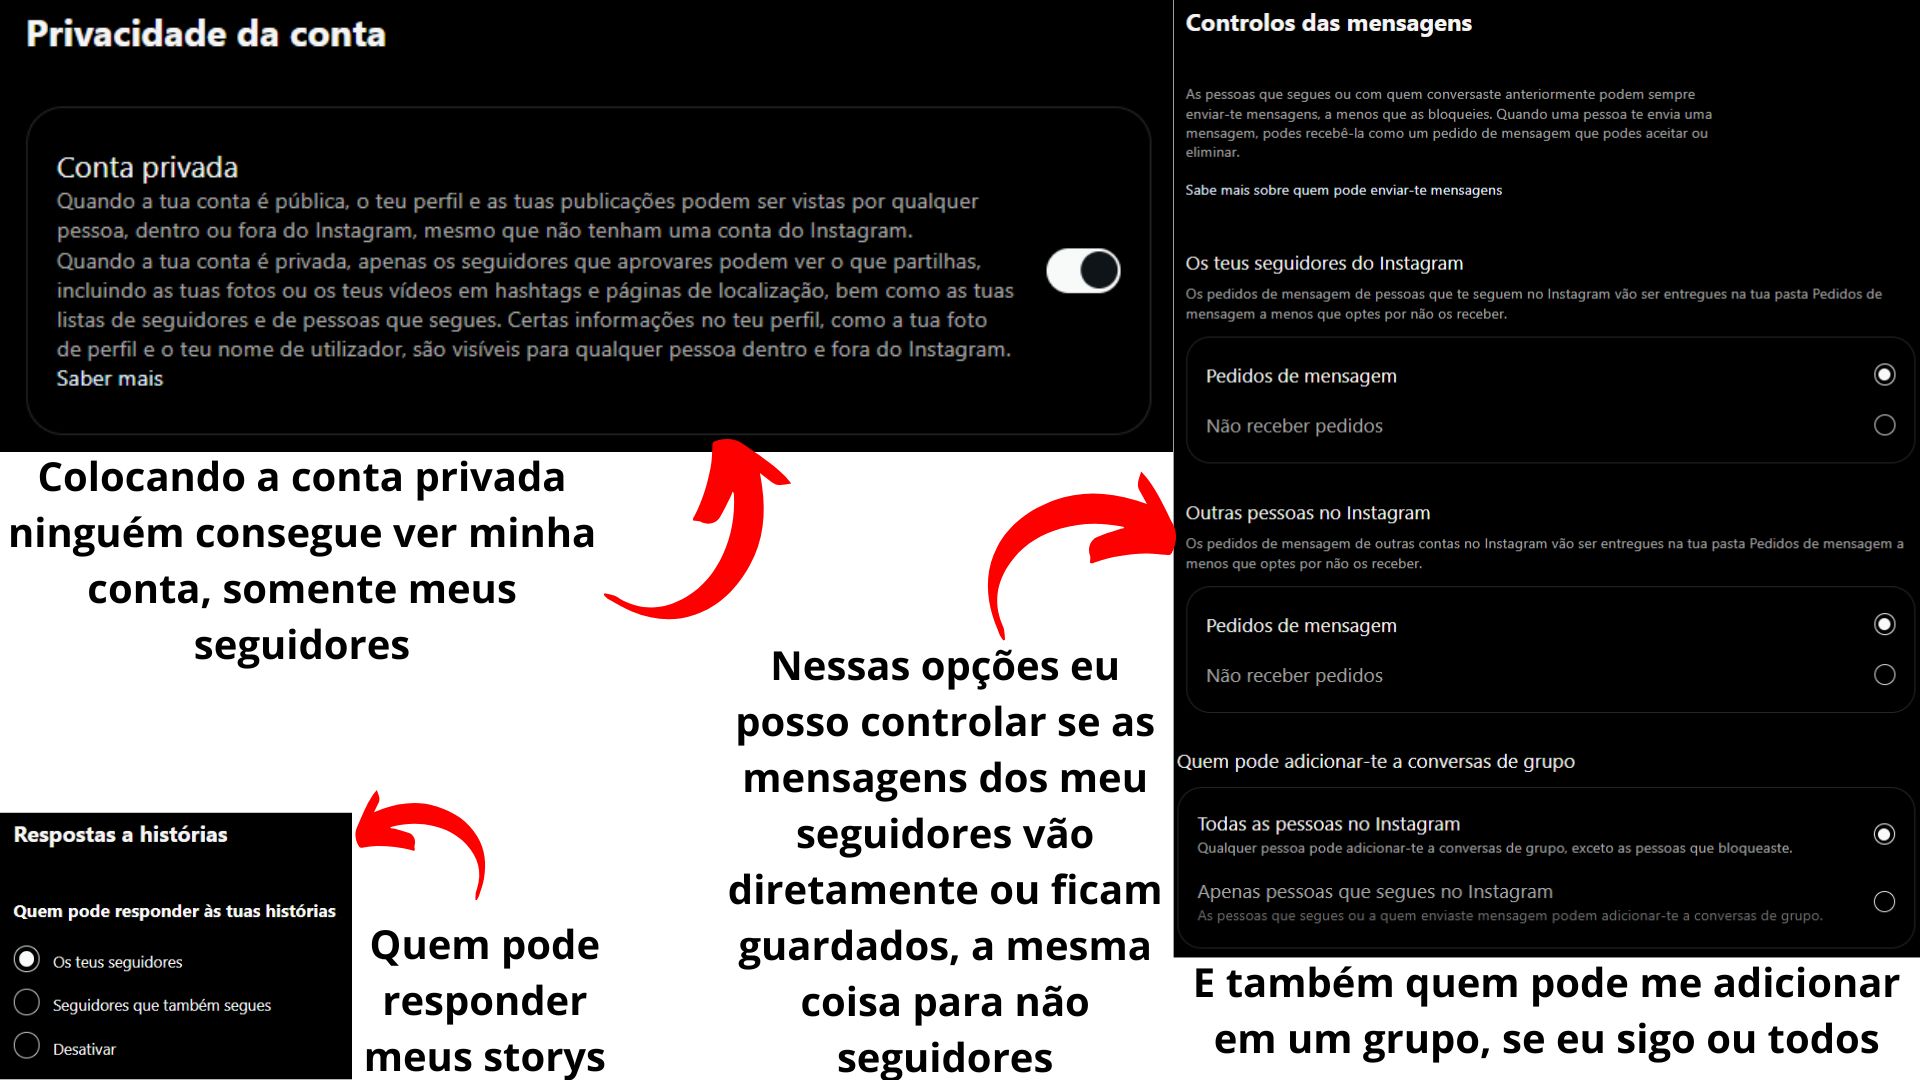 Privacidade da conta
Conta privada
Quando a tua conta é pública, o teu perfil e as tuas publicações podem ser vistas por qualquer
pessoa, dentro ou fora do Instagram, mesmo que não tenham uma conta do Instagram.
Quando a tua conta é privada, apenas os seguidores que aprovares podem ver o que partilhas,
incluindo as tuas fotos ou os teus vídeos em hashtags e páginas de localização, bem como as tuas
listas de seguidores e de pessoas que segues. Certas informações no teu perfil, como a tua foto
de perfil e o teu nome de utilizador, são visíveis para qualquer pessoa dentro e fora do Instagram.
Saber mais
Colocando a conta privada
ninguém consegue ver minha
conta, somente meus
seguidores
Respostas a histórias
Quem pode responder às tuas histórias
Os teus seguidores
Seguidores que também segues
Desativar
Quem pode
responder
meus storys
Nessas opções eu
posso controlar se as
mensagens dos meu
seguidores vão
diretamente ou ficam
guardados, a mesma
coisa para não
seguidores
Controlos das mensagens
As pessoas que segues ou com quem conversaste anteriormente podem sempre
enviar-te mensagens, a menos que as bloqueies. Quando uma pessoa te envia uma
mensagem, podes recebê-la como um pedido de mensagem que podes aceitar ou
eliminar.
Sabe mais sobre quem pode enviar-te mensagens
Os teus seguidores do Instagram
Os pedidos de mensagem de pessoas que te seguem no Instagram vão ser entregues na tua pasta Pedidos de
mensagem a menos que optes por não os receber.
Pedidos de mensagem
Não receber pedidos
Outras pessoas no Instagram
Os pedidos de mensagem de outras contas no Instagram vão ser entregues na tua pasta Pedidos de mensagem a
menos que optes por não os receber.
Pedidos de mensagem
Não receber pedidos
Quem pode adicionar-te a conversas de grupo
Todas as pessoas no Instagram
Qualquer pessoa pode adicionar-te a conversas de grupo, exceto as pessoas que bloqueaste.
Apenas pessoas que segues no Instagram
As pessoas que segues ou a quem enviaste mensagem podem adicionar-te a conversas de grupo.
E também quem pode me adicionar
em um grupo, se eu sigo ou todos